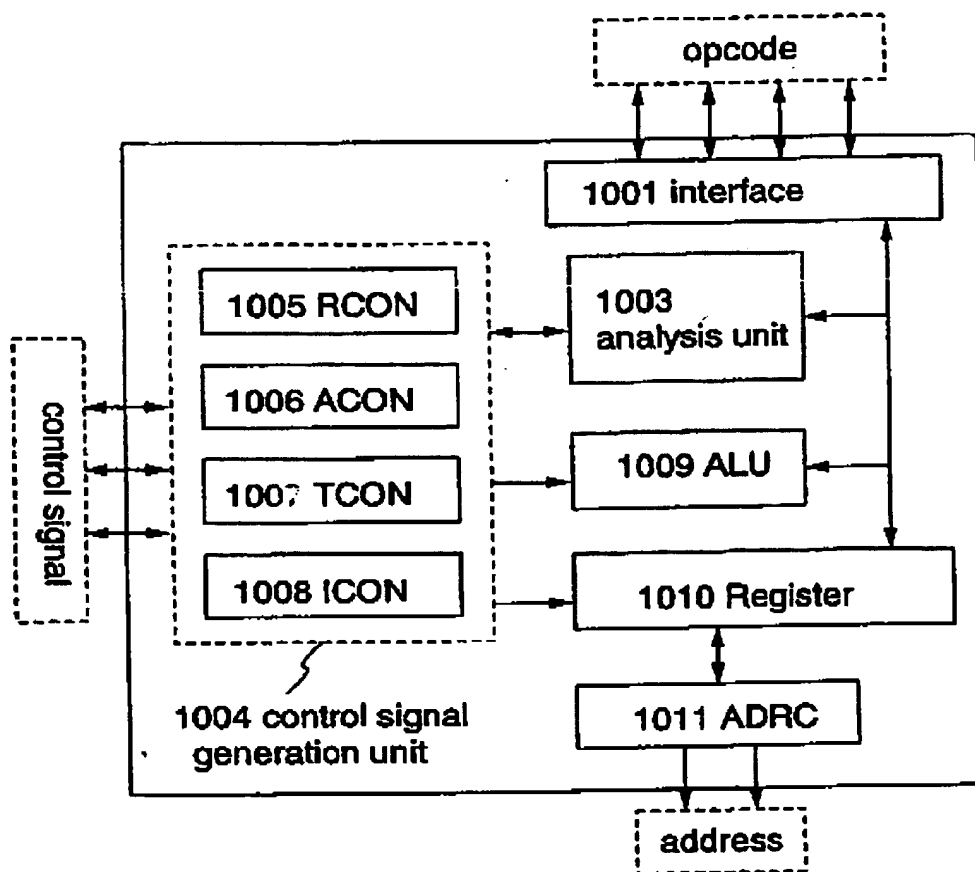 opcode
1001 interface
1003
analysis unit
1005 RCON
1006 ACON
1007 TCON
1008 ICON
control signal
1009 ALU
1010 Register
1004 control signal
generation unit
1011 ADRC
address